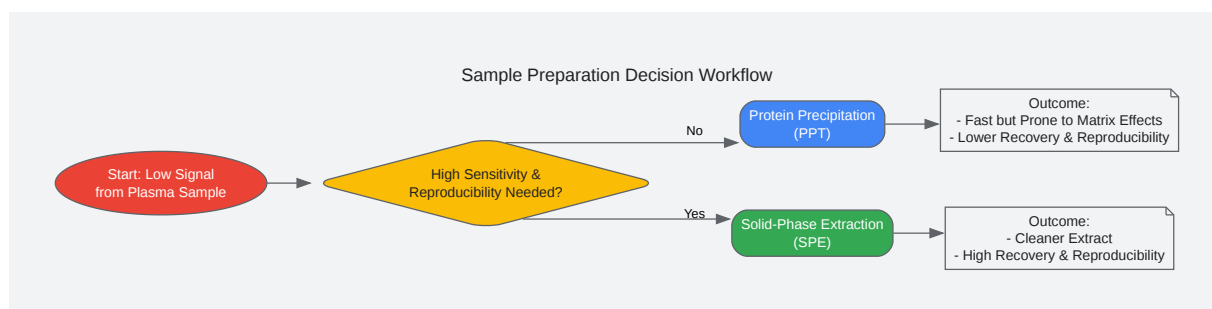 Sample Preparation Decision Workflow
Start: Low Signal
from Plasma Sample
High Sensitivity &
Reproducibility Needed?
No
Protein Precipitation
(PPT)
Outcome:
- Fast but Prone to Matrix Effects
- Lower Recovery & Reproducibility
Yes
Solid-Phase Extraction
(SPE)
Outcome:
- Cleaner Extract
- High Recovery & Reproducibility